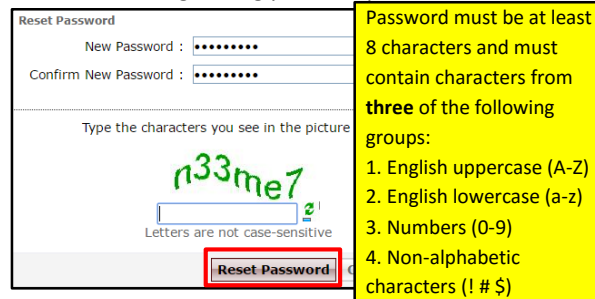 Reset Password
New Password : •••••••••
Confirm New Password : •••••••••
Type the characters you see in the picture
n33me7
Letters are not case-sensitive
Reset Password
Password must be at least
8 characters and must
contain characters from
three of the following
groups:
1. English uppercase (A-Z)
2. English lowercase (a-z)
3. Numbers (0-9)
4. Non-alphabetic
characters (! # $)